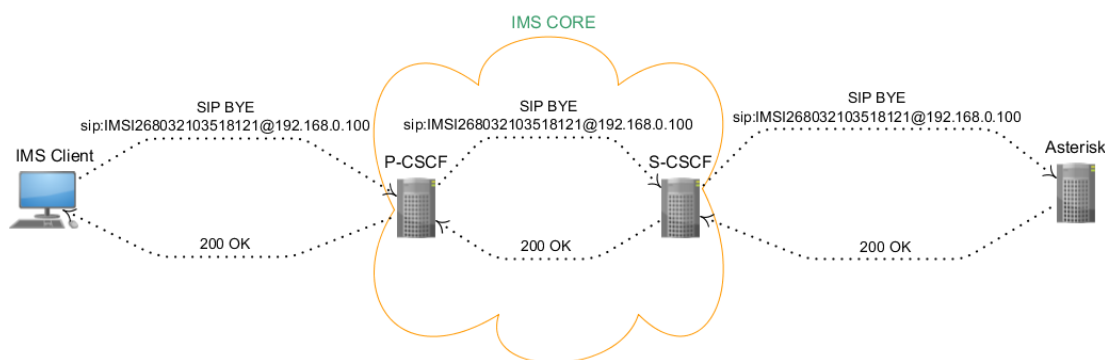 IMS CORE
SIP BYE
sip:IMSI268032103518121@192.168.0.100
SIP BYE
sip:IMSI268032103518121@192.168.0.100
SIP BYE
sip:IMSI268032103518121@192.168.0.100
IMS Client
P-CSCF
S-CSCF
Asterisk
200 OK
200 OK
200 OK